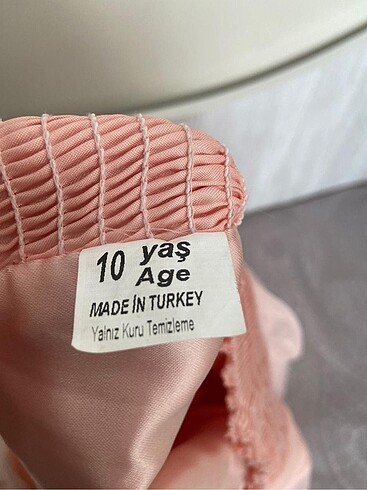 10 yaş
Age
MADE İN TURKEY
Yalnız Kuru Temizleme